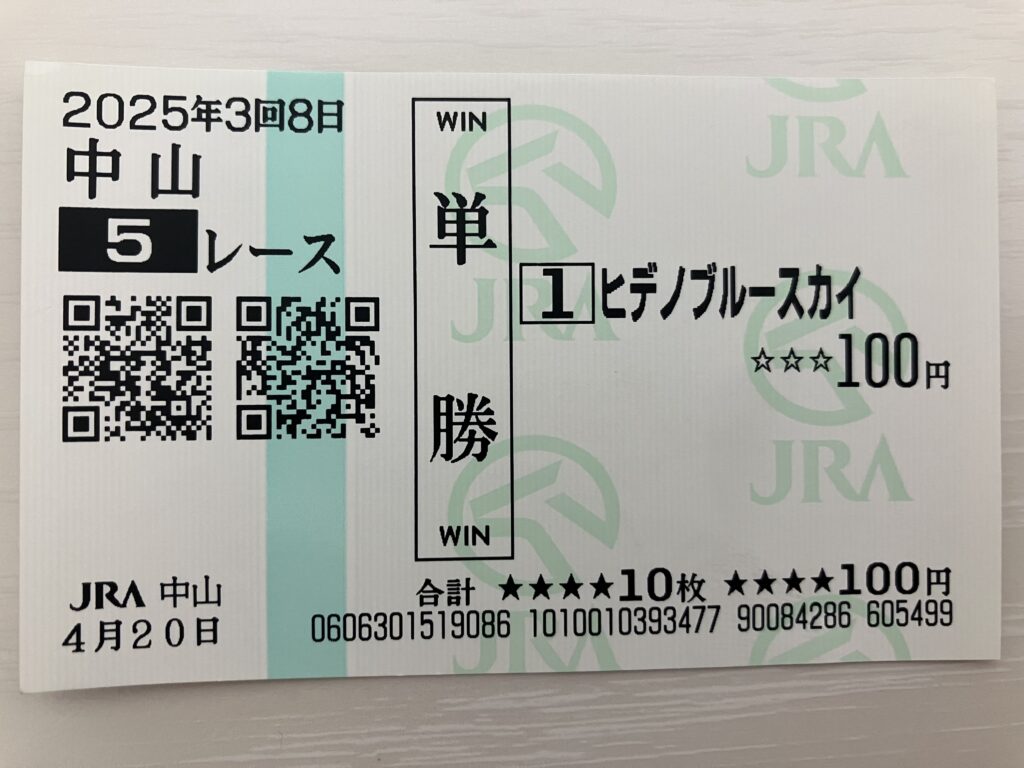 2025年3回8日
中山
5レース
WIN
単勝
WIN
1 ヒデノブルースカイ
☆☆☆100円
JRA 中山
4月20日
合計 ★★★★10枚 ★★★★100円
0606301519086 1010010393477 90084286 605499
JRA
JRA
JRA
JRA